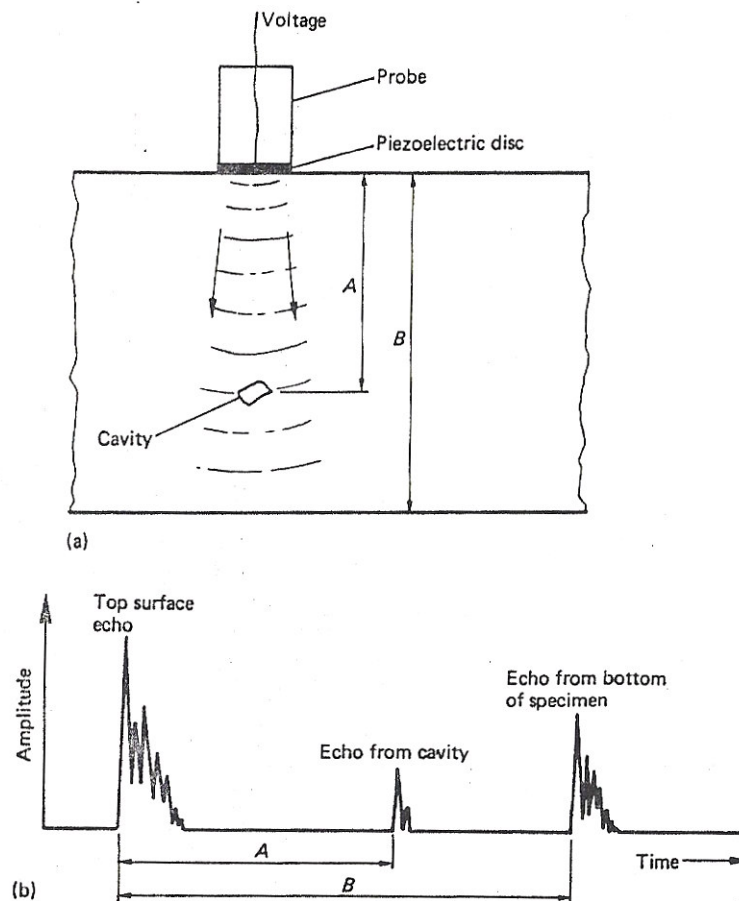 Voltage
Probe
Piezoelectric disc
A
B
Cavity
(a)
Top surface
echo
Amplitude
Echo from bottom
of specimen
Echo from cavity
A
Time
B
(b)